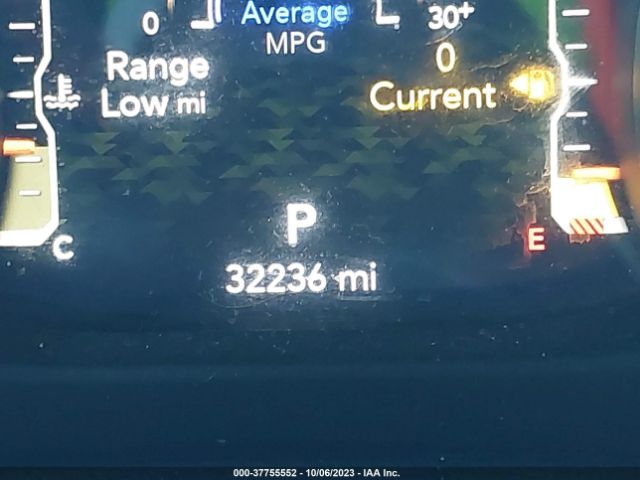 0
Average
30+
MPG
Range
0
Low mi
Current
P
C
E
32236 mi
000-37755552 - 10/06/2023 - IAA Inc.